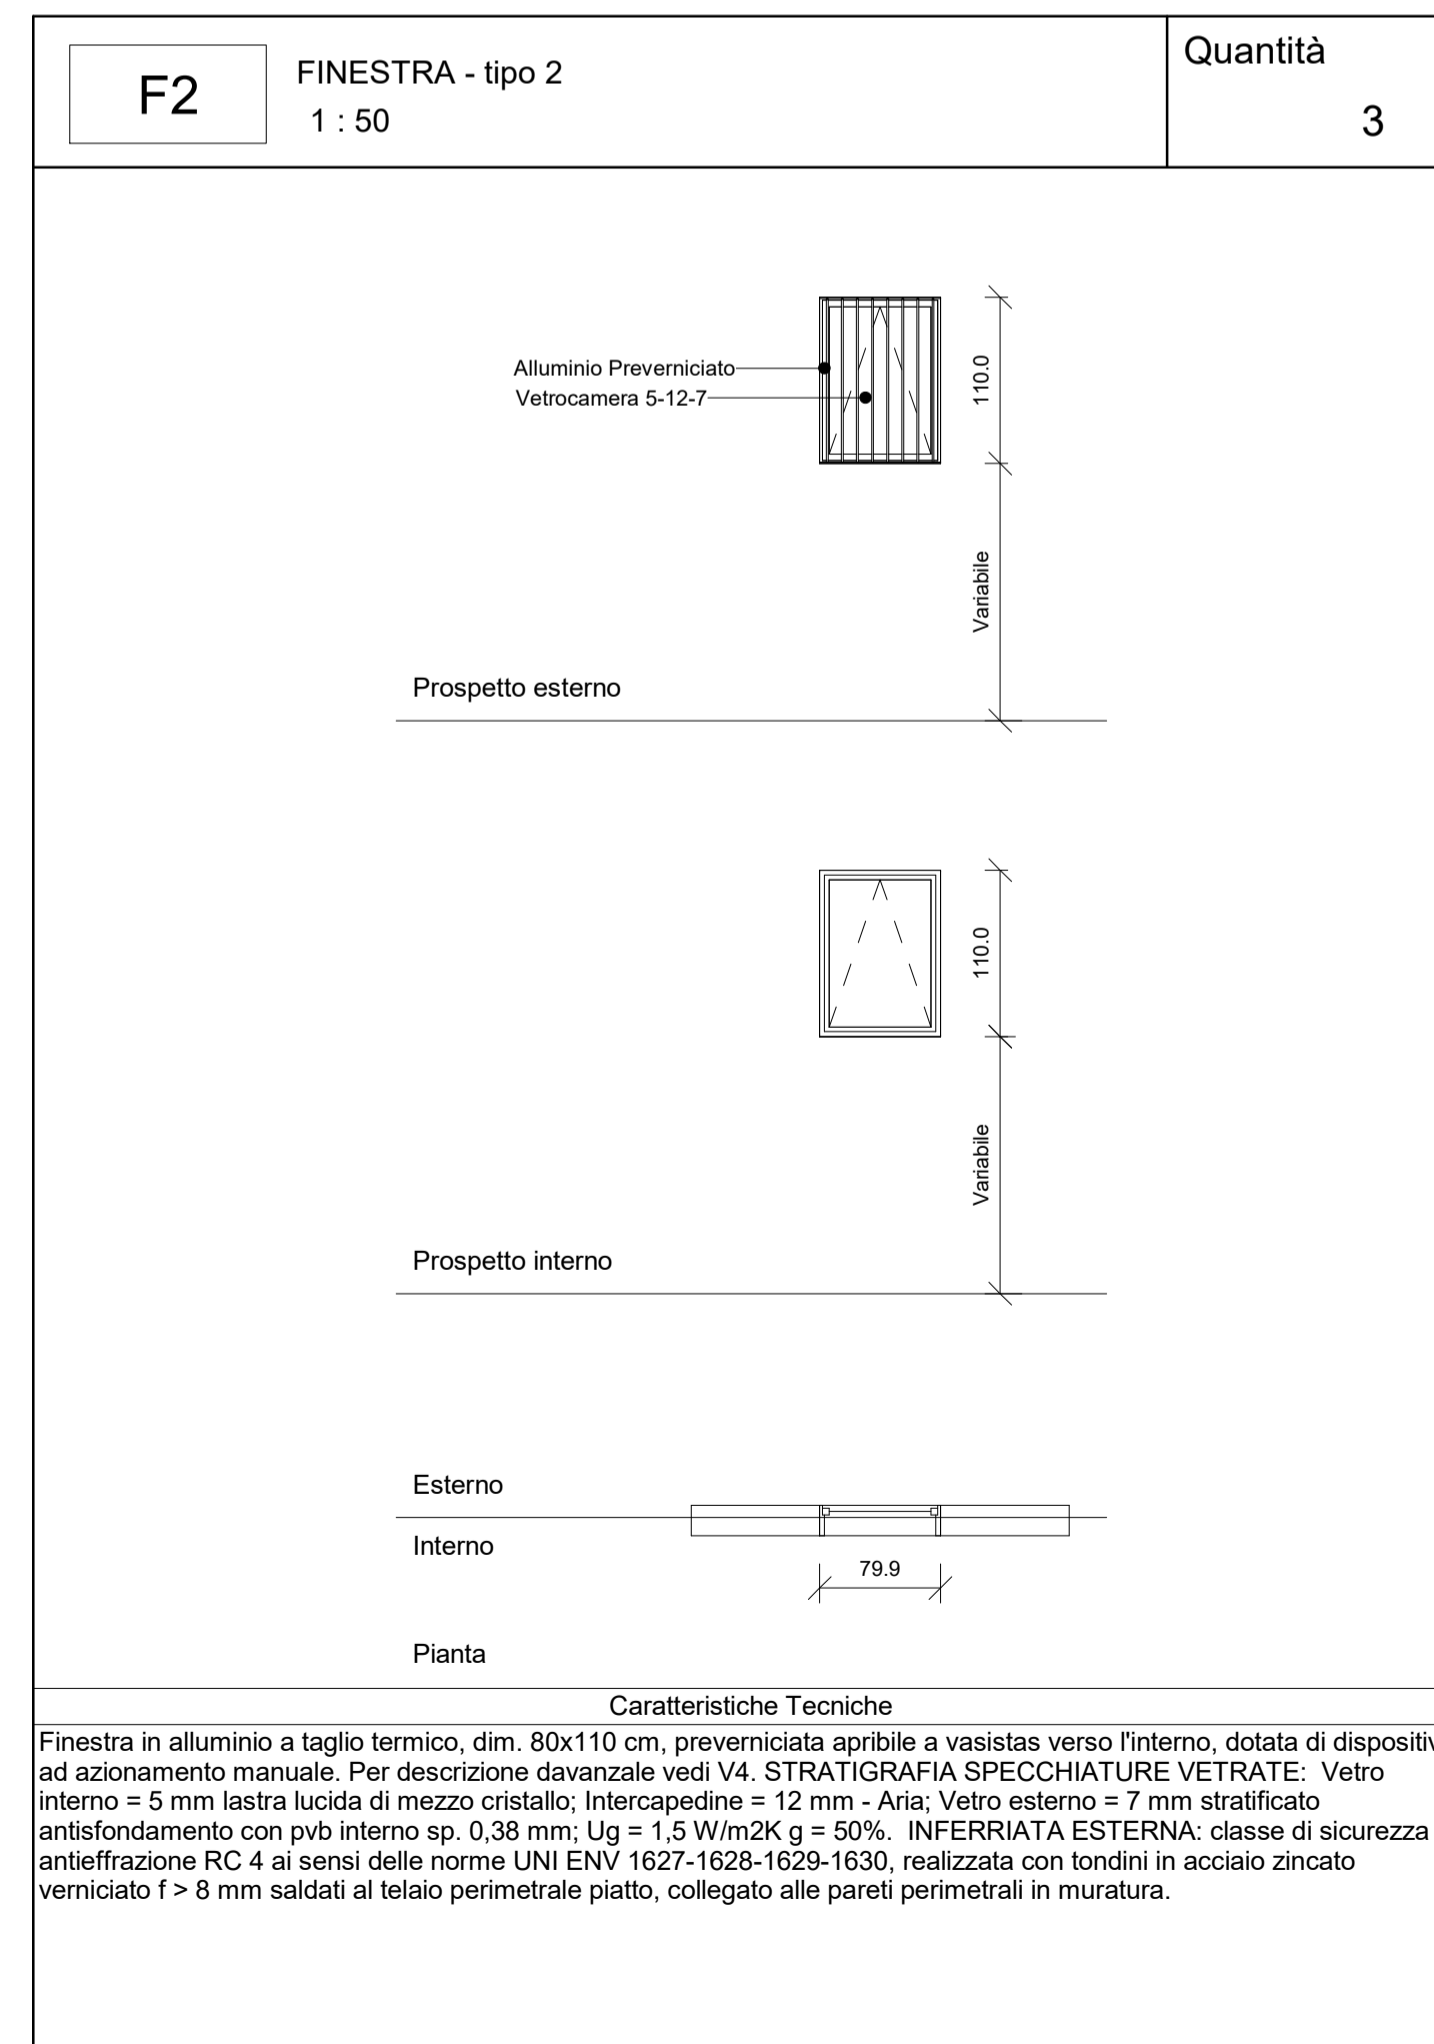 F2
FINESTRA - tipo 2
1 : 50
Quantità
3
Alluminio Preverniciato
Vetrocamera 5-12-7
110.0
Variabile
Prospetto esterno
110.0
Variabile
Prospetto interno
Esterno
Interno
79.9
Pianta
Caratteristiche Tecniche
Finestra in alluminio a taglio termico, dim. 80x110 cm, preverniciata apribile a vasistas verso l'interno, dotata di dispositiv
ad azionamento manuale. Per descrizione davanzale vedi V4. STRATIGRAFIA SPECCHIATURE VETRATE: Vetro
interno = 5 mm lastra lucida di mezzo cristallo; Intercapedine = 12 mm - Aria; Vetro esterno = 7 mm stratificato
antisfondamento con pvb interno sp. 0,38 mm; Ug = 1,5 W/m2K g = 50%. INFERRIATA ESTERNA: classe di sicurezza
antieffrazione RC 4 ai sensi delle norme UNI ENV 1627-1628-1629-1630, realizzata con tondini in acciaio zincato
verniciato f > 8 mm saldati al telaio perimetrale piatto, collegato alle pareti perimetrali in muratura.